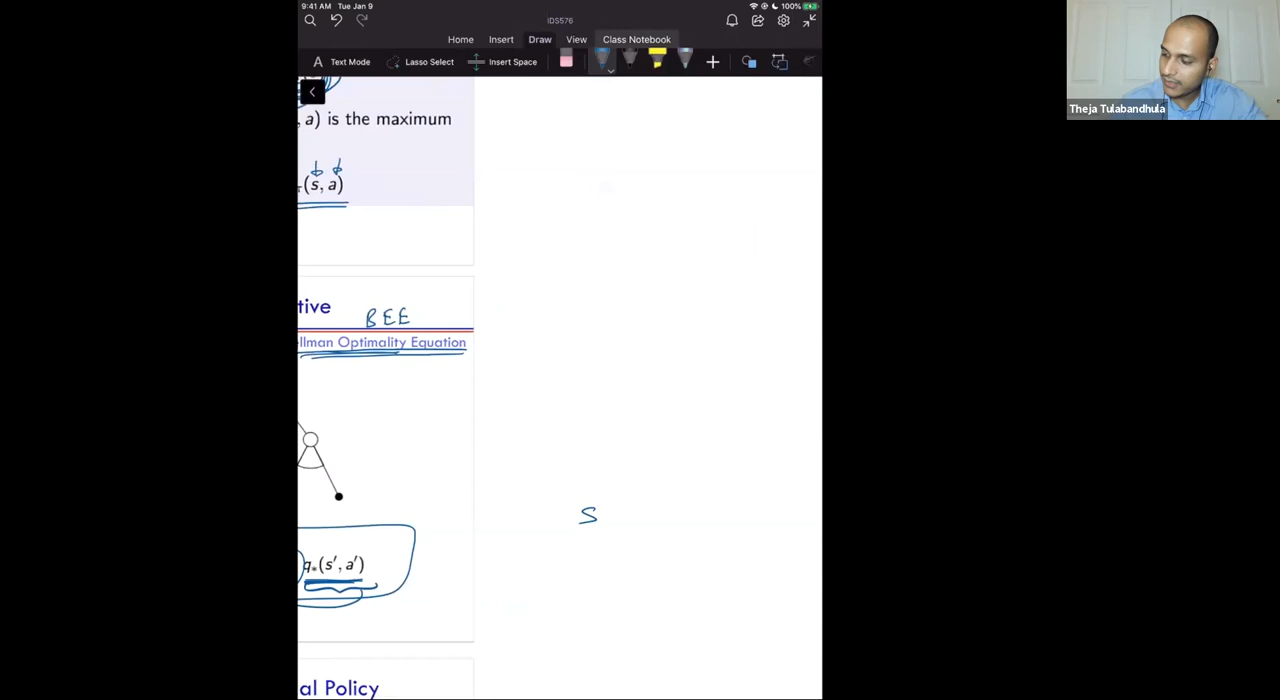 9:41 AM Tue Jan 9
100%
IDS576
Home Insert Draw View Class Notebook
A Text Mode Lasso Select Insert Space
, a) is the maximum
(s, a)
tive
BEE
llman Optimality Equation
q*(s′, a′)
s
al Policy
Theja Tulabandhula